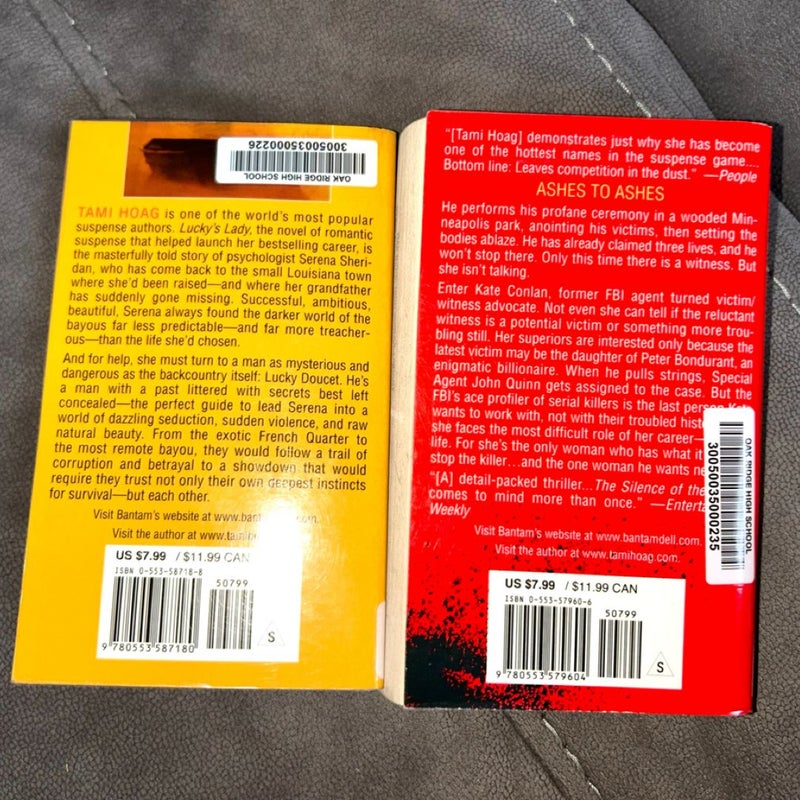 30050035000226
OAK RIDGE HIGH SCHOOL
TAMI HOAG is one of the world's most popular
suspense authors. Lucky's Lady, the novel of romantic
suspense that helped launch her bestselling career, is
the masterfully told story of psychologist Serena Sheri-
dan, who has come back to the small Louisiana town
where she'd been raised—and where her grandfather
has suddenly gone missing. Successful, ambitious,
beautiful, Serena always found the darker world of the
bayous far less predictable—and far more treacher-
ous—than the life she'd chosen.
And for help, she must turn to a man as mysterious and
dangerous as the backcountry itself: Lucky Doucet. He's
a man with a past littered with secrets best left
concealed—the perfect guide to lead Serena into a
world of dazzling seduction, sudden violence, and raw
natural beauty. From the exotic French Quarter to
the most remote bayou, they would follow a trail of
corruption and betrayal to a showdown that would
require they trust not only their own deepest instincts
for survival—but each other.
Visit Bantam's website at www.bantam
Visit the author at www.tami
US $7.99 / $11.99 CAN
ISBN 0-553-58718-8
50799
9 780553 587180
S
"[Tami Hoag] demonstrates just why she has become
one of the hottest names in the suspense game....
Bottom line: Leaves competition in the dust." —People
ASHES TO ASHES
He performs his profane ceremony in a wooded Min-
neapolis park, anointing his victims, then setting the
bodies ablaze. He has already claimed three lives, and he
won't stop there. Only this time there is a witness. But
she isn't talking.
Enter Kate Conlan, former FBI agent turned victim/
witness advocate. Not even she can tell if the reluctant
witness is a potential victim or something more trou-
bling still. Her superiors are interested only because the
latest victim may be the daughter of Peter Bondurant, an
enigmatic billionaire. When he pulls strings, Special
Agent John Quinn gets assigned to the case. But the
FBI's ace profiler of serial killers is the last person
wants to work with, not with their troubled
she faces the most difficult role of her career—
life. For she's the only woman who has what it
stop the killer...and the one woman he wants
"[A] detail-packed thriller...The Silence of the
comes to mind more than once." —
Weekly
Visit Bantam's website at www.bantamdell.com.
Visit the author at www.tamihoag.com.
OAK RIDGE HIGH SCHOOL
30050035000235
US $7.99 / $11.99 CAN
ISBN 0-553-57960-6
50799
9 780553 579604
S